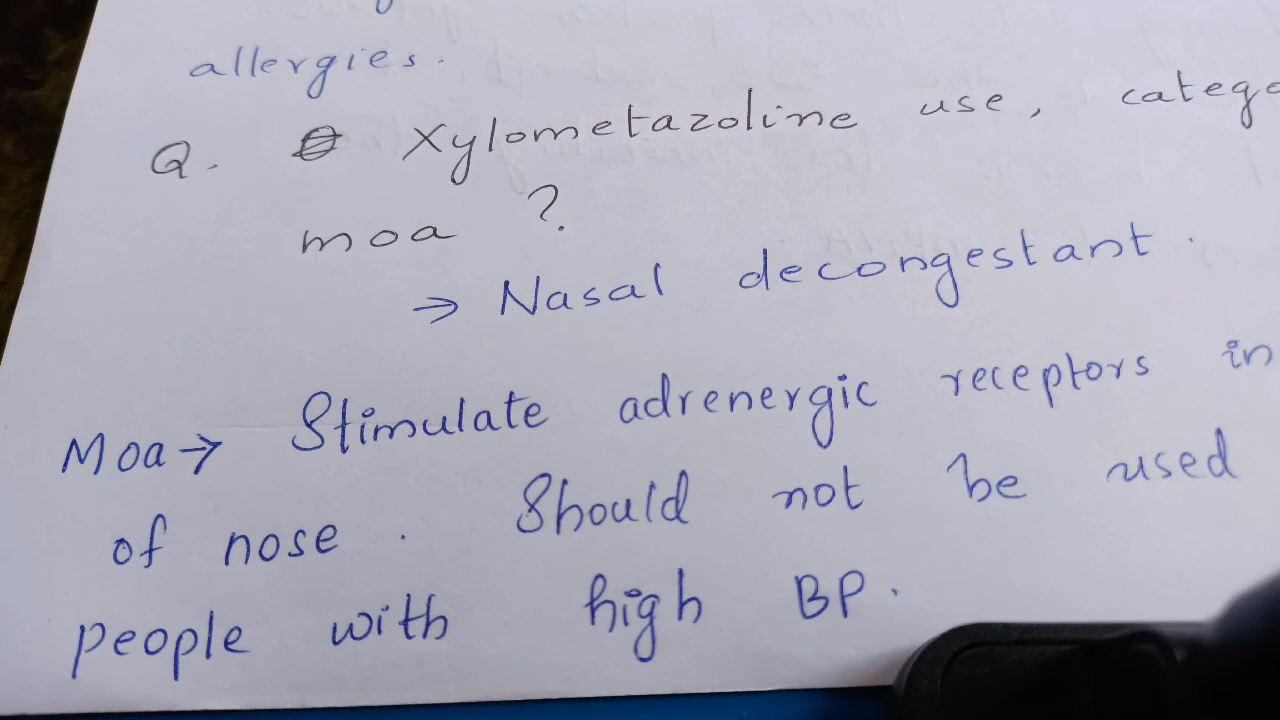 allergies.
Q. Xylometazoline use, catego
moa ?
→ Nasal decongestant.
Moa → Stimulate adrenergic receptors in
of nose. Should not be used
people with high BP.